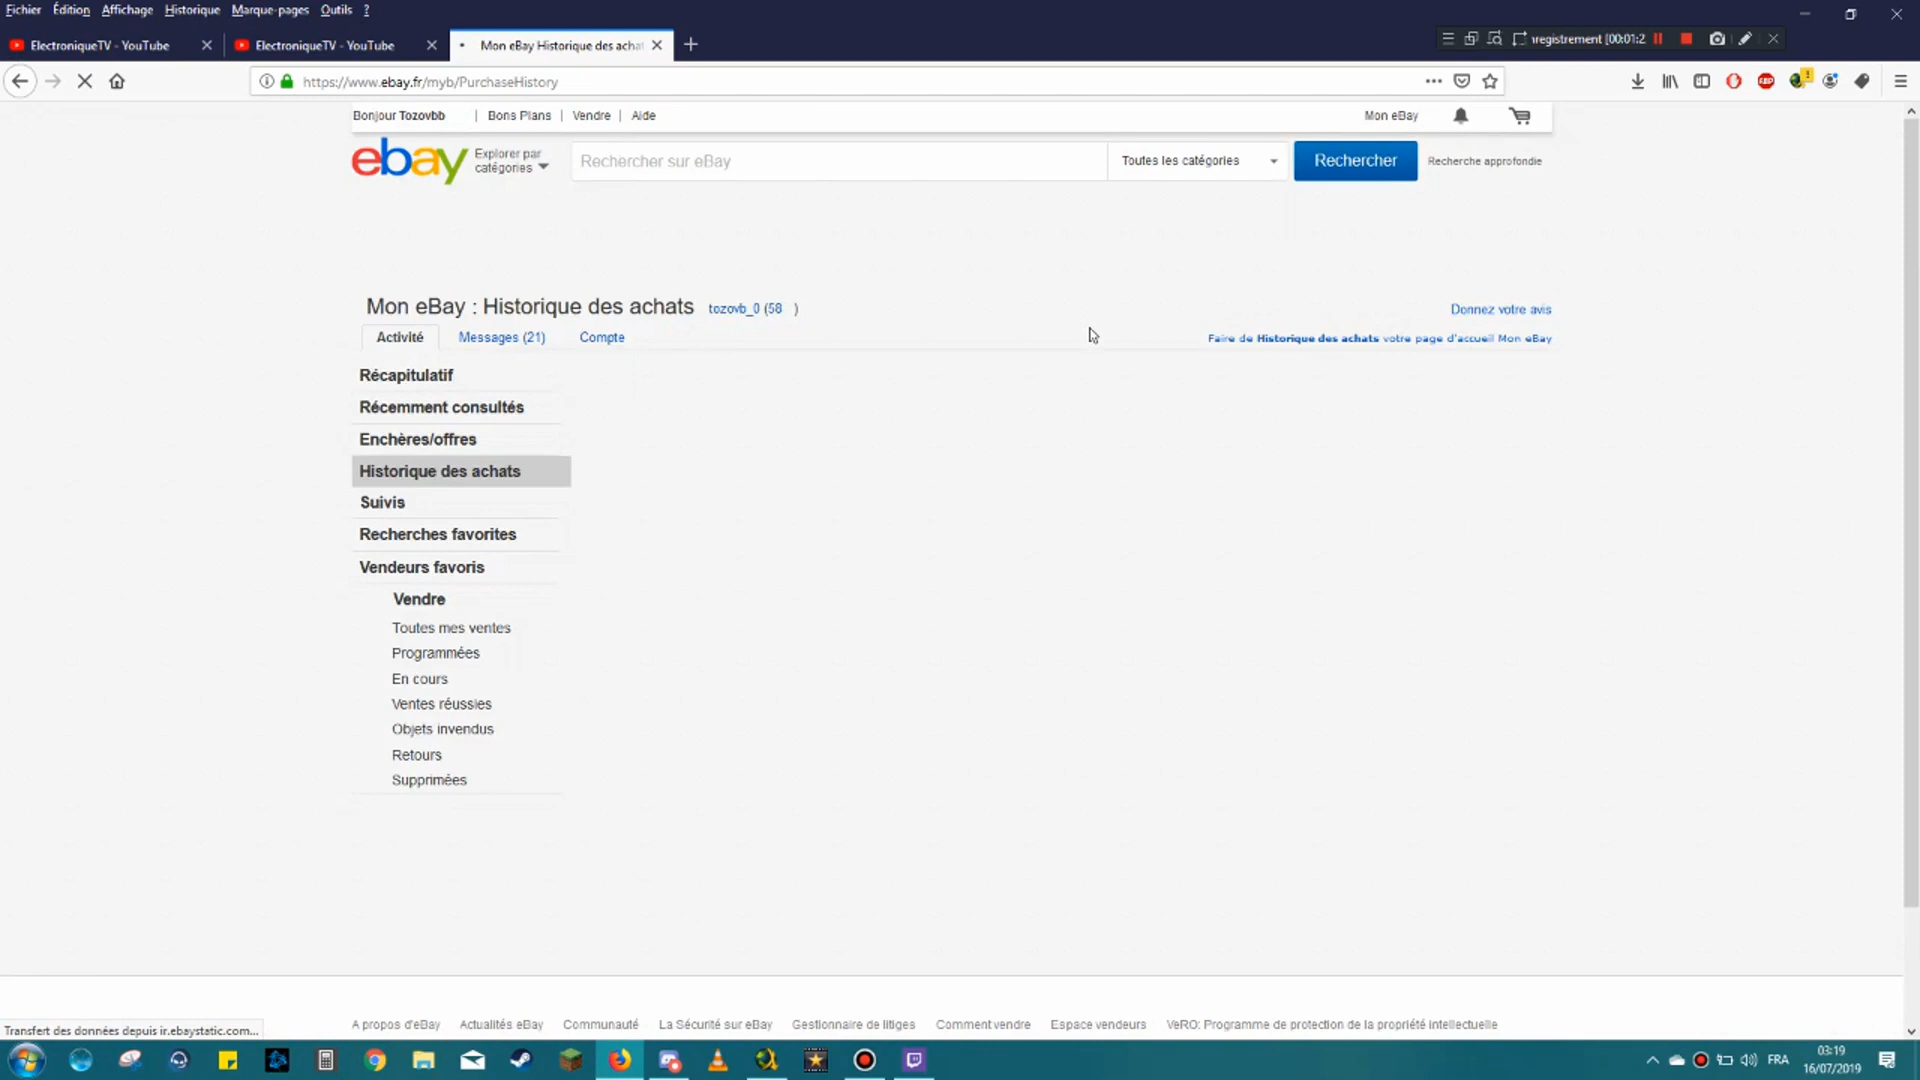 Fichier Édition Affichage Historique Marque-pages Outils ?
ElectroniqueTV - YouTube
ElectroniqueTV - YouTube
Mon eBay Historique des achat
nregistrement [00:01:2
https://www.ebay.fr/myb/PurchaseHistory
Bonjour Tozovbb | Bons Plans | Vendre | Aide
Mon eBay
ebay
Explorer par catégories
Rechercher sur eBay
Toutes les catégories
Rechercher
Recherche approfondie
Mon eBay : Historique des achats tozovb_0 (58 )
Donnez votre avis
Activité Messages (21) Compte
Faire de Historique des achats votre page d'accueil Mon eBay
Récapitulatif
Récemment consultés
Enchères/offres
Historique des achats
Suivis
Recherches favorites
Vendeurs favoris
Vendre
Toutes mes ventes
Programmées
En cours
Ventes réussies
Objets invendus
Retours
Supprimées
A propos d'eBay Actualités eBay Communauté La Sécurité sur eBay Gestionnaire de litiges Comment vendre Espace vendeurs VeRO: Programme de protection de la propriété intellectuelle
Transfert des données depuis ir.ebaystatic.com...
FRA
03:19
16/07/2019